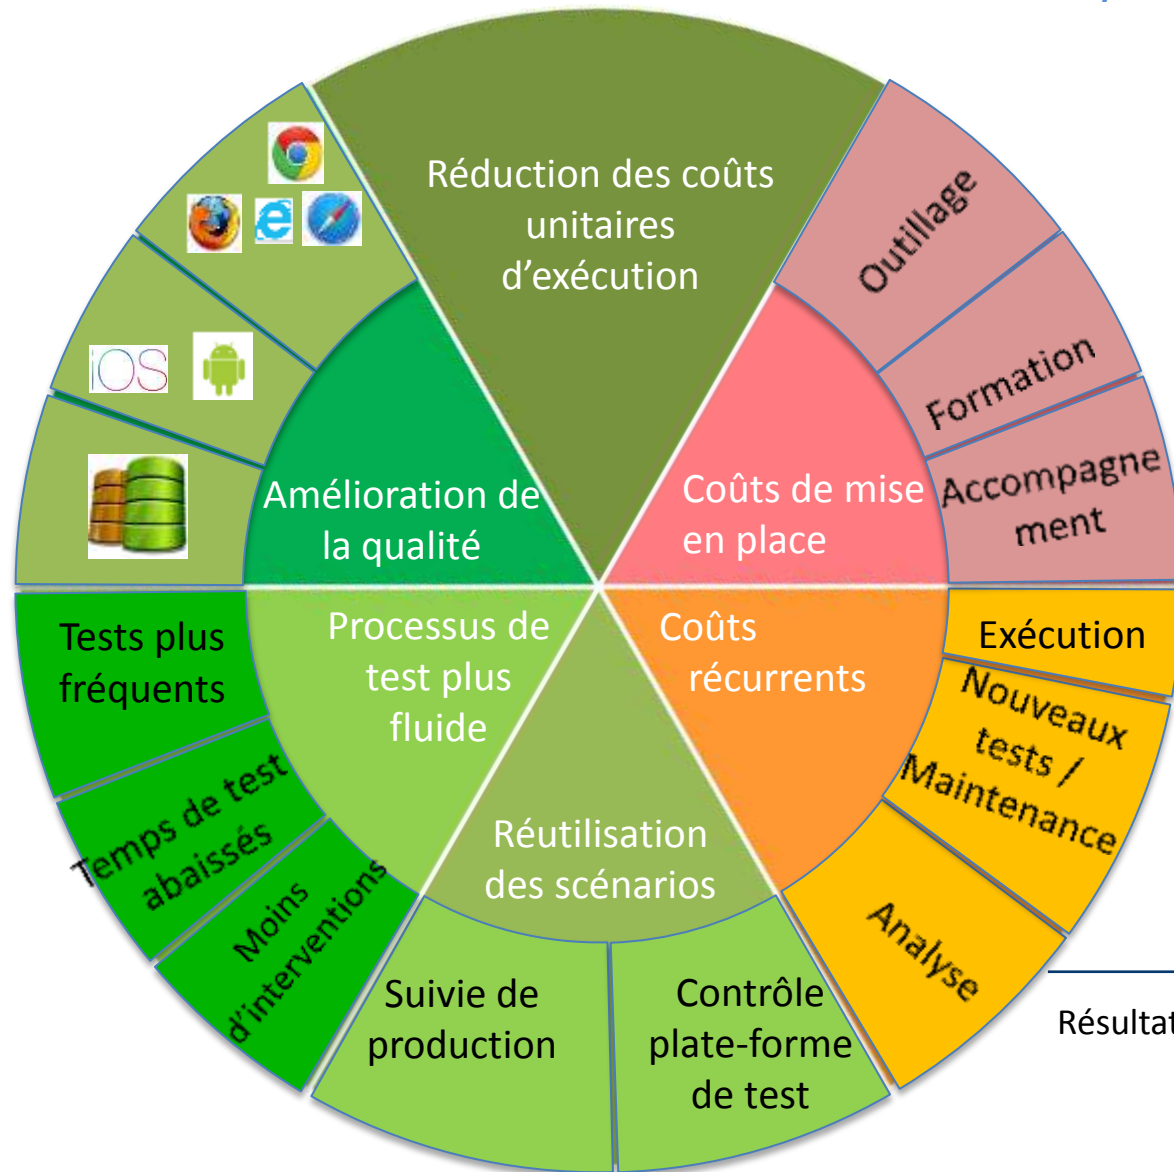 Réduction des coûts
unitaires
d'exécution
Outillage
Formation
Accompagne
ment
iOS
Amélioration de
la qualité
Coûts de mise
en place
Tests plus
fréquents
Processus de
test plus
fluide
Coûts
récurrents
Exécution
Nouveaux
tests /
Maintenance
Temps de test
abaissés
Réutilisation
des scénarios
Moins
d'interventions
Analyse
Suivie de
production
Contrôle
plate-forme
de test
Résultat